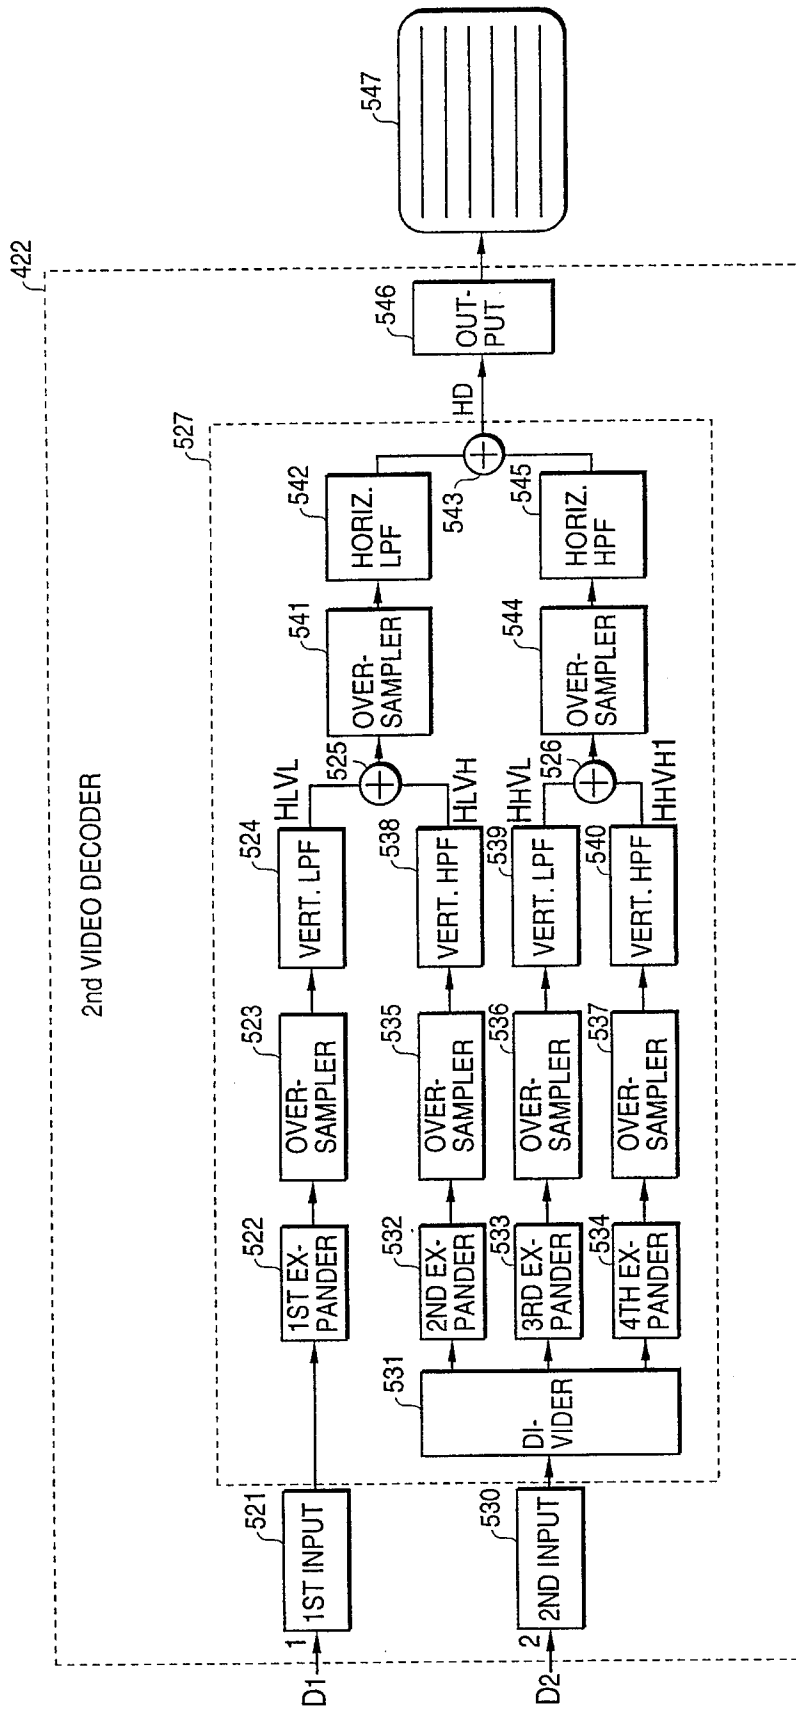 2nd VIDEO DECODER
422
527
D1
1
521
1ST INPUT
522
1ST EX-
PANDER
523
OVER-
SAMPLER
524
VERT. LPF
HLVL
525
541
OVER-
SAMPLER
542
HORIZ.
LPF
D2
2
530
2ND INPUT
531
DI-
VIDER
532
2ND EX-
PANDER
535
OVER-
SAMPLER
538
VERT. HPF
HLVH
533
3RD EX-
PANDER
536
OVER-
SAMPLER
539
VERT. LPF
HHVL
526
534
4TH EX-
PANDER
537
OVER-
SAMPLER
540
VERT. HPF
HHVH1
544
OVER-
SAMPLER
545
HORIZ.
HPF
543
HD
546
OUT-
PUT
547